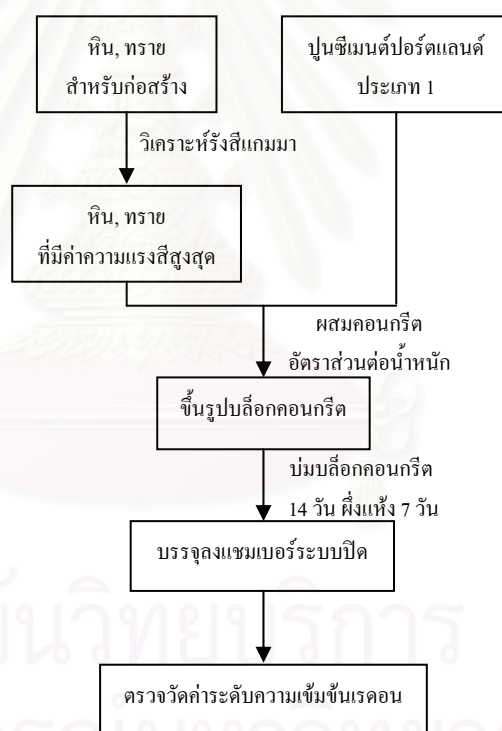 หิน, ทราย
สำหรับก่อสร้าง
ปูนซีเมนต์ปอร์ตแลนด์
ประเภท 1
วิเคราะห์รังสีแกมมา
หิน, ทราย
ที่มีค่าความแรงสีสูงสุด
ผสมคอนกรีต
อัตราส่วนต่อน้ำหนัก
ขึ้นรูปบล็อกคอนกรีต
บ่มบล็อกคอนกรีต
14 วัน ผึ่งแห้ง 7 วัน
บรรจุลงแชมเบอร์ระบบปิด
ตรวจวัดค่าระดับความเข้มข้นเรดอน